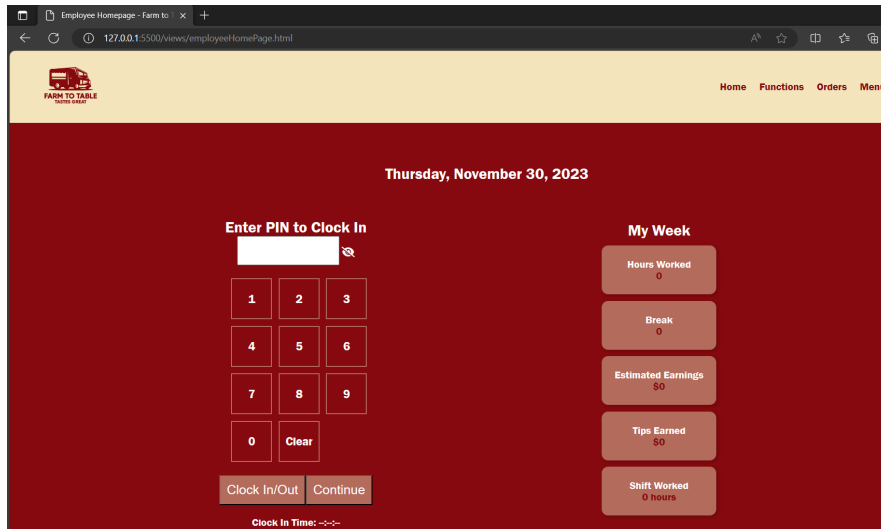 Employee Homepage - Farm to T
127.0.0.1:5500/views/employeeHomePage.html
FARM TO TABLE
TASTES GREAT
Home Functions Orders Menu
Thursday, November 30, 2023
Enter PIN to Clock In
1 2 3
4 5 6
7 8 9
0 Clear
Clock In/Out Continue
Clock In Time: --:--:--
My Week
Hours Worked
0
Break
0
Estimated Earnings
$0
Tips Earned
$0
Shift Worked
0 hours